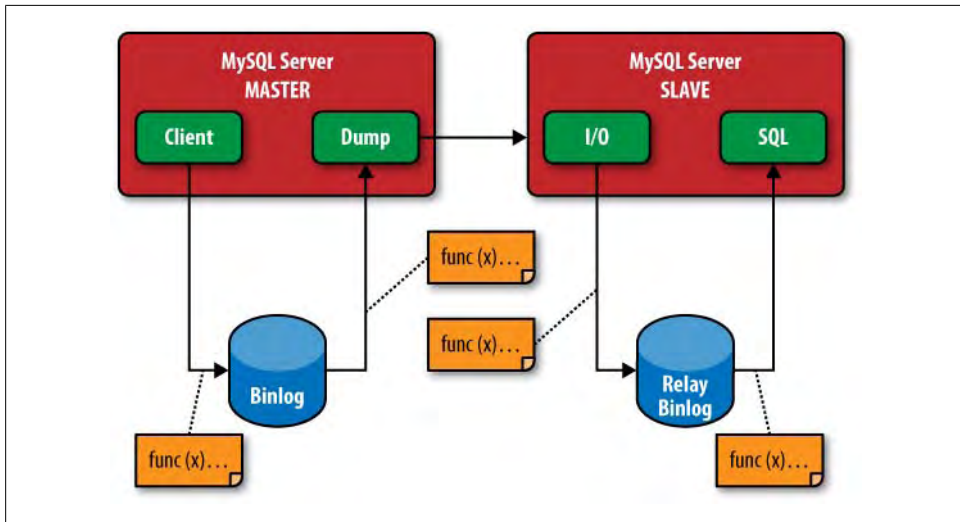 MySQL Server
MASTER
Client
Dump
MySQL Server
SLAVE
I/O
SQL
func (x)...
func (x)...
Binlog
Relay
Binlog
func (x)...
func (x)...